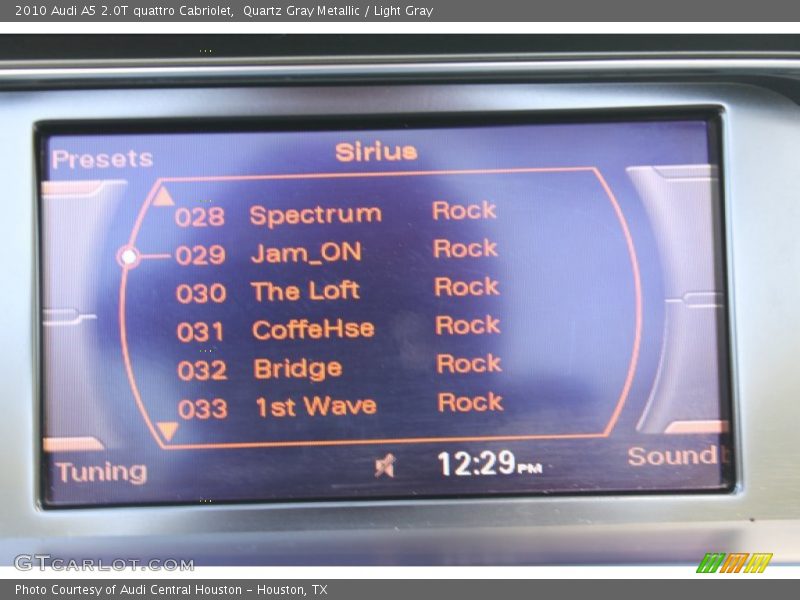 2010 Audi A5 2.0T quattro Cabriolet,  Quartz Gray Metallic / Light Gray
Presets
Sirius
028 Spectrum Rock
029 Jam_ON Rock
030 The Loft Rock
031 CoffeHse Rock
032 Bridge Rock
033 1st Wave Rock
Tuning
12:29 PM
Sound
GTCARLOT.COM
Photo Courtesy of Audi Central Houston - Houston, TX